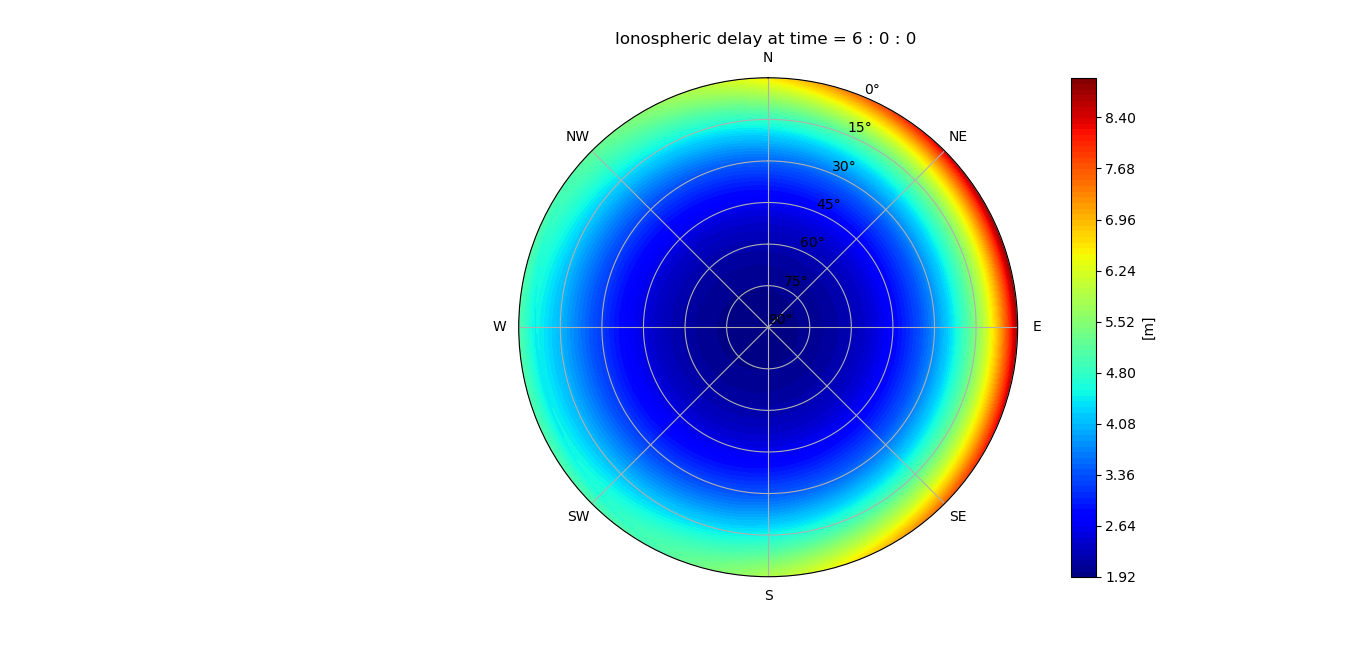 Ionospheric delay at time = 6 : 0 : 0
N
0°
15°
NW
NE
30°
45°
60°
75°
90°
W
E
SW
SE
S
8.40
7.68
6.96
6.24
5.52
4.80
4.08
3.36
2.64
1.92
[m]